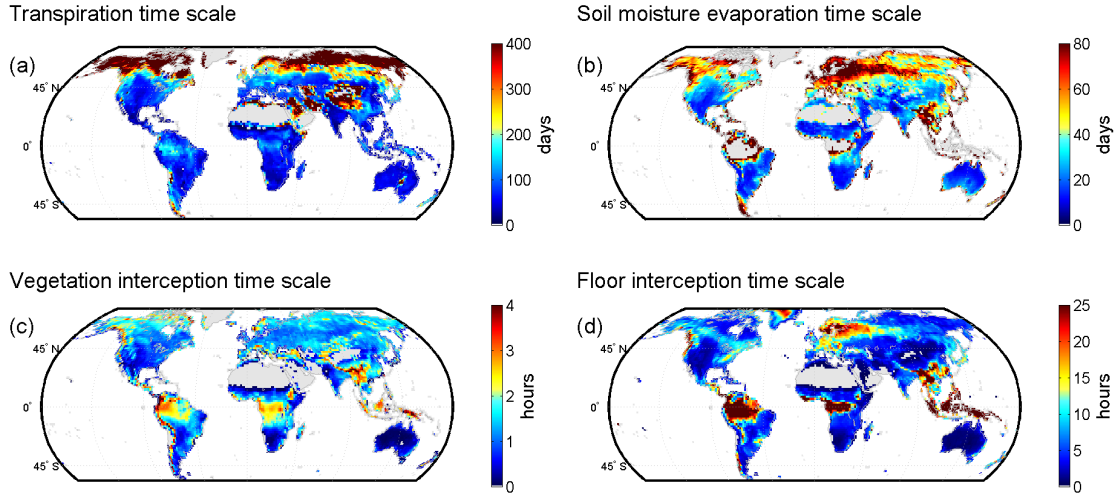 Transpiration time scale
Soil moisture evaporation time scale
(a)
45° N
0°
45° S
400
300
200
100
0
days
(b)
45° N
0°
45° S
80
60
40
20
0
days
Vegetation interception time scale
Floor interception time scale
(c)
45° N
0°
45° S
4
3
2
1
0
hours
(d)
45° N
0°
45° S
25
20
15
10
5
0
hours